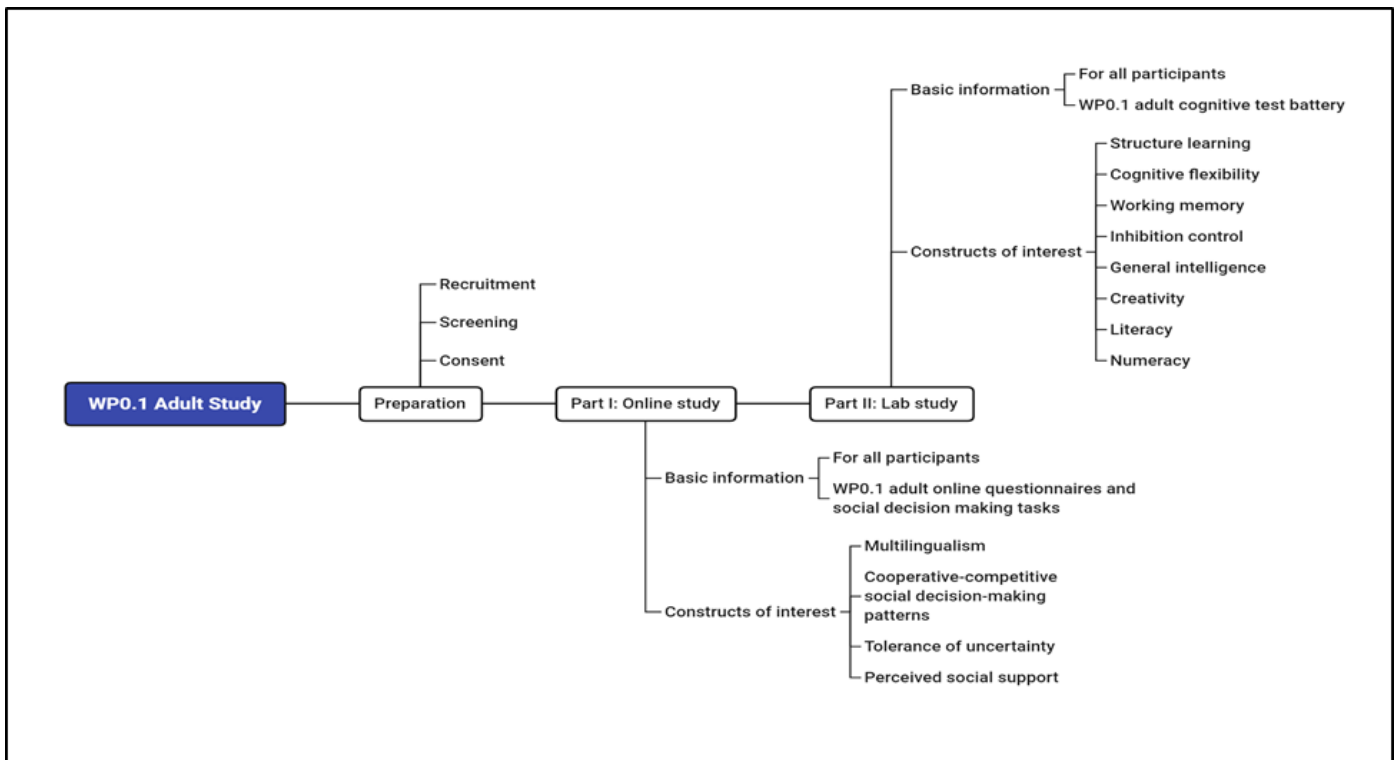 Basic information
For all participants
WP0.1 adult cognitive test battery
Constructs of interest
Structure learning
Cognitive flexibility
Working memory
Inhibition control
General intelligence
Creativity
Literacy
Numeracy
Recruitment
Screening
Consent
WP0.1 Adult Study
Preparation
Part I: Online study
Part II: Lab study
Basic information
For all participants
WP0.1 adult online questionnaires and
social decision making tasks
Constructs of interest
Multilingualism
Cooperative-competitive
social decision-making
patterns
Tolerance of uncertainty
Perceived social support